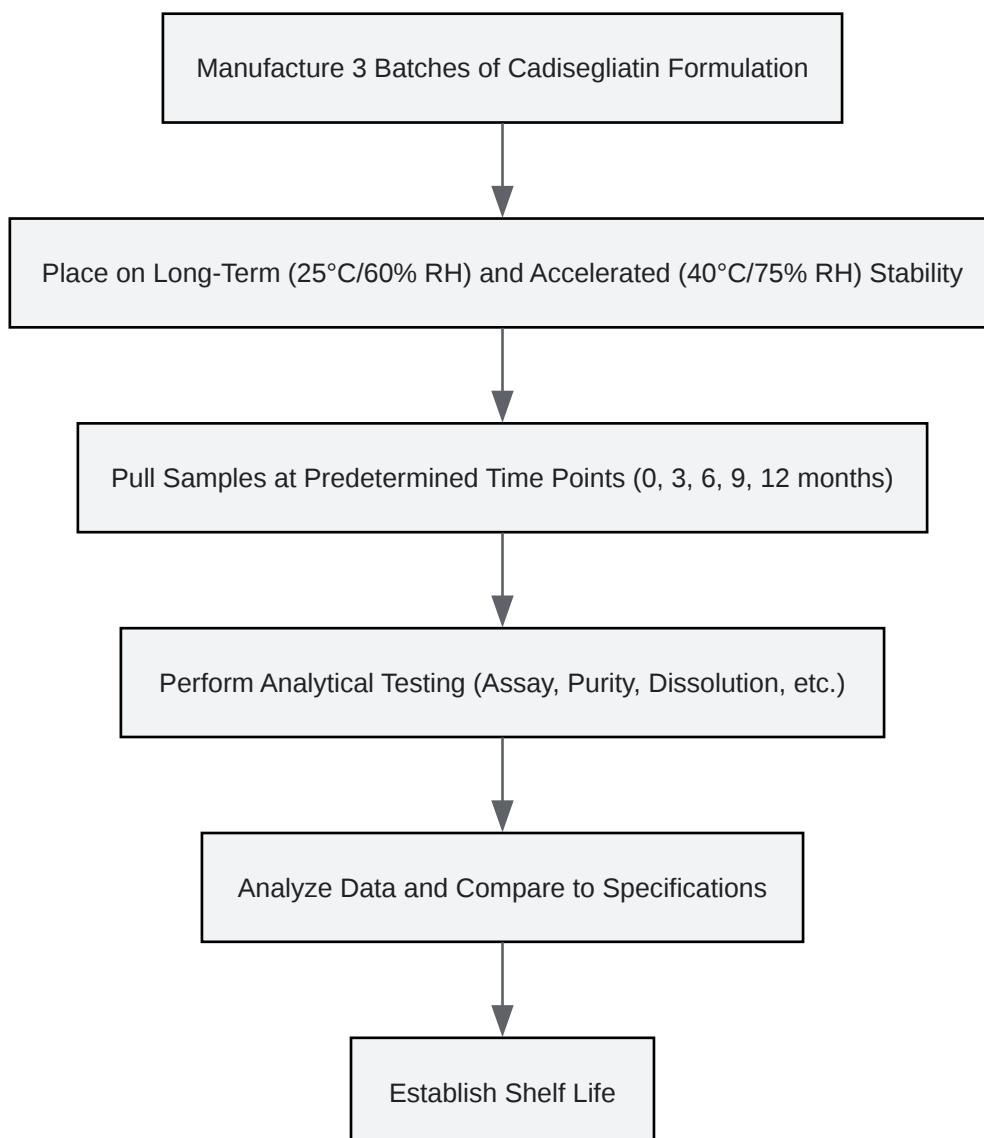 Manufacture 3 Batches of Cadisegliatin Formulation
Place on Long-Term (25°C/60% RH) and Accelerated (40°C/75% RH) Stability
Pull Samples at Predetermined Time Points (0, 3, 6, 9, 12 months)
Perform Analytical Testing (Assay, Purity, Dissolution, etc.)
Analyze Data and Compare to Specifications
Establish Shelf Life